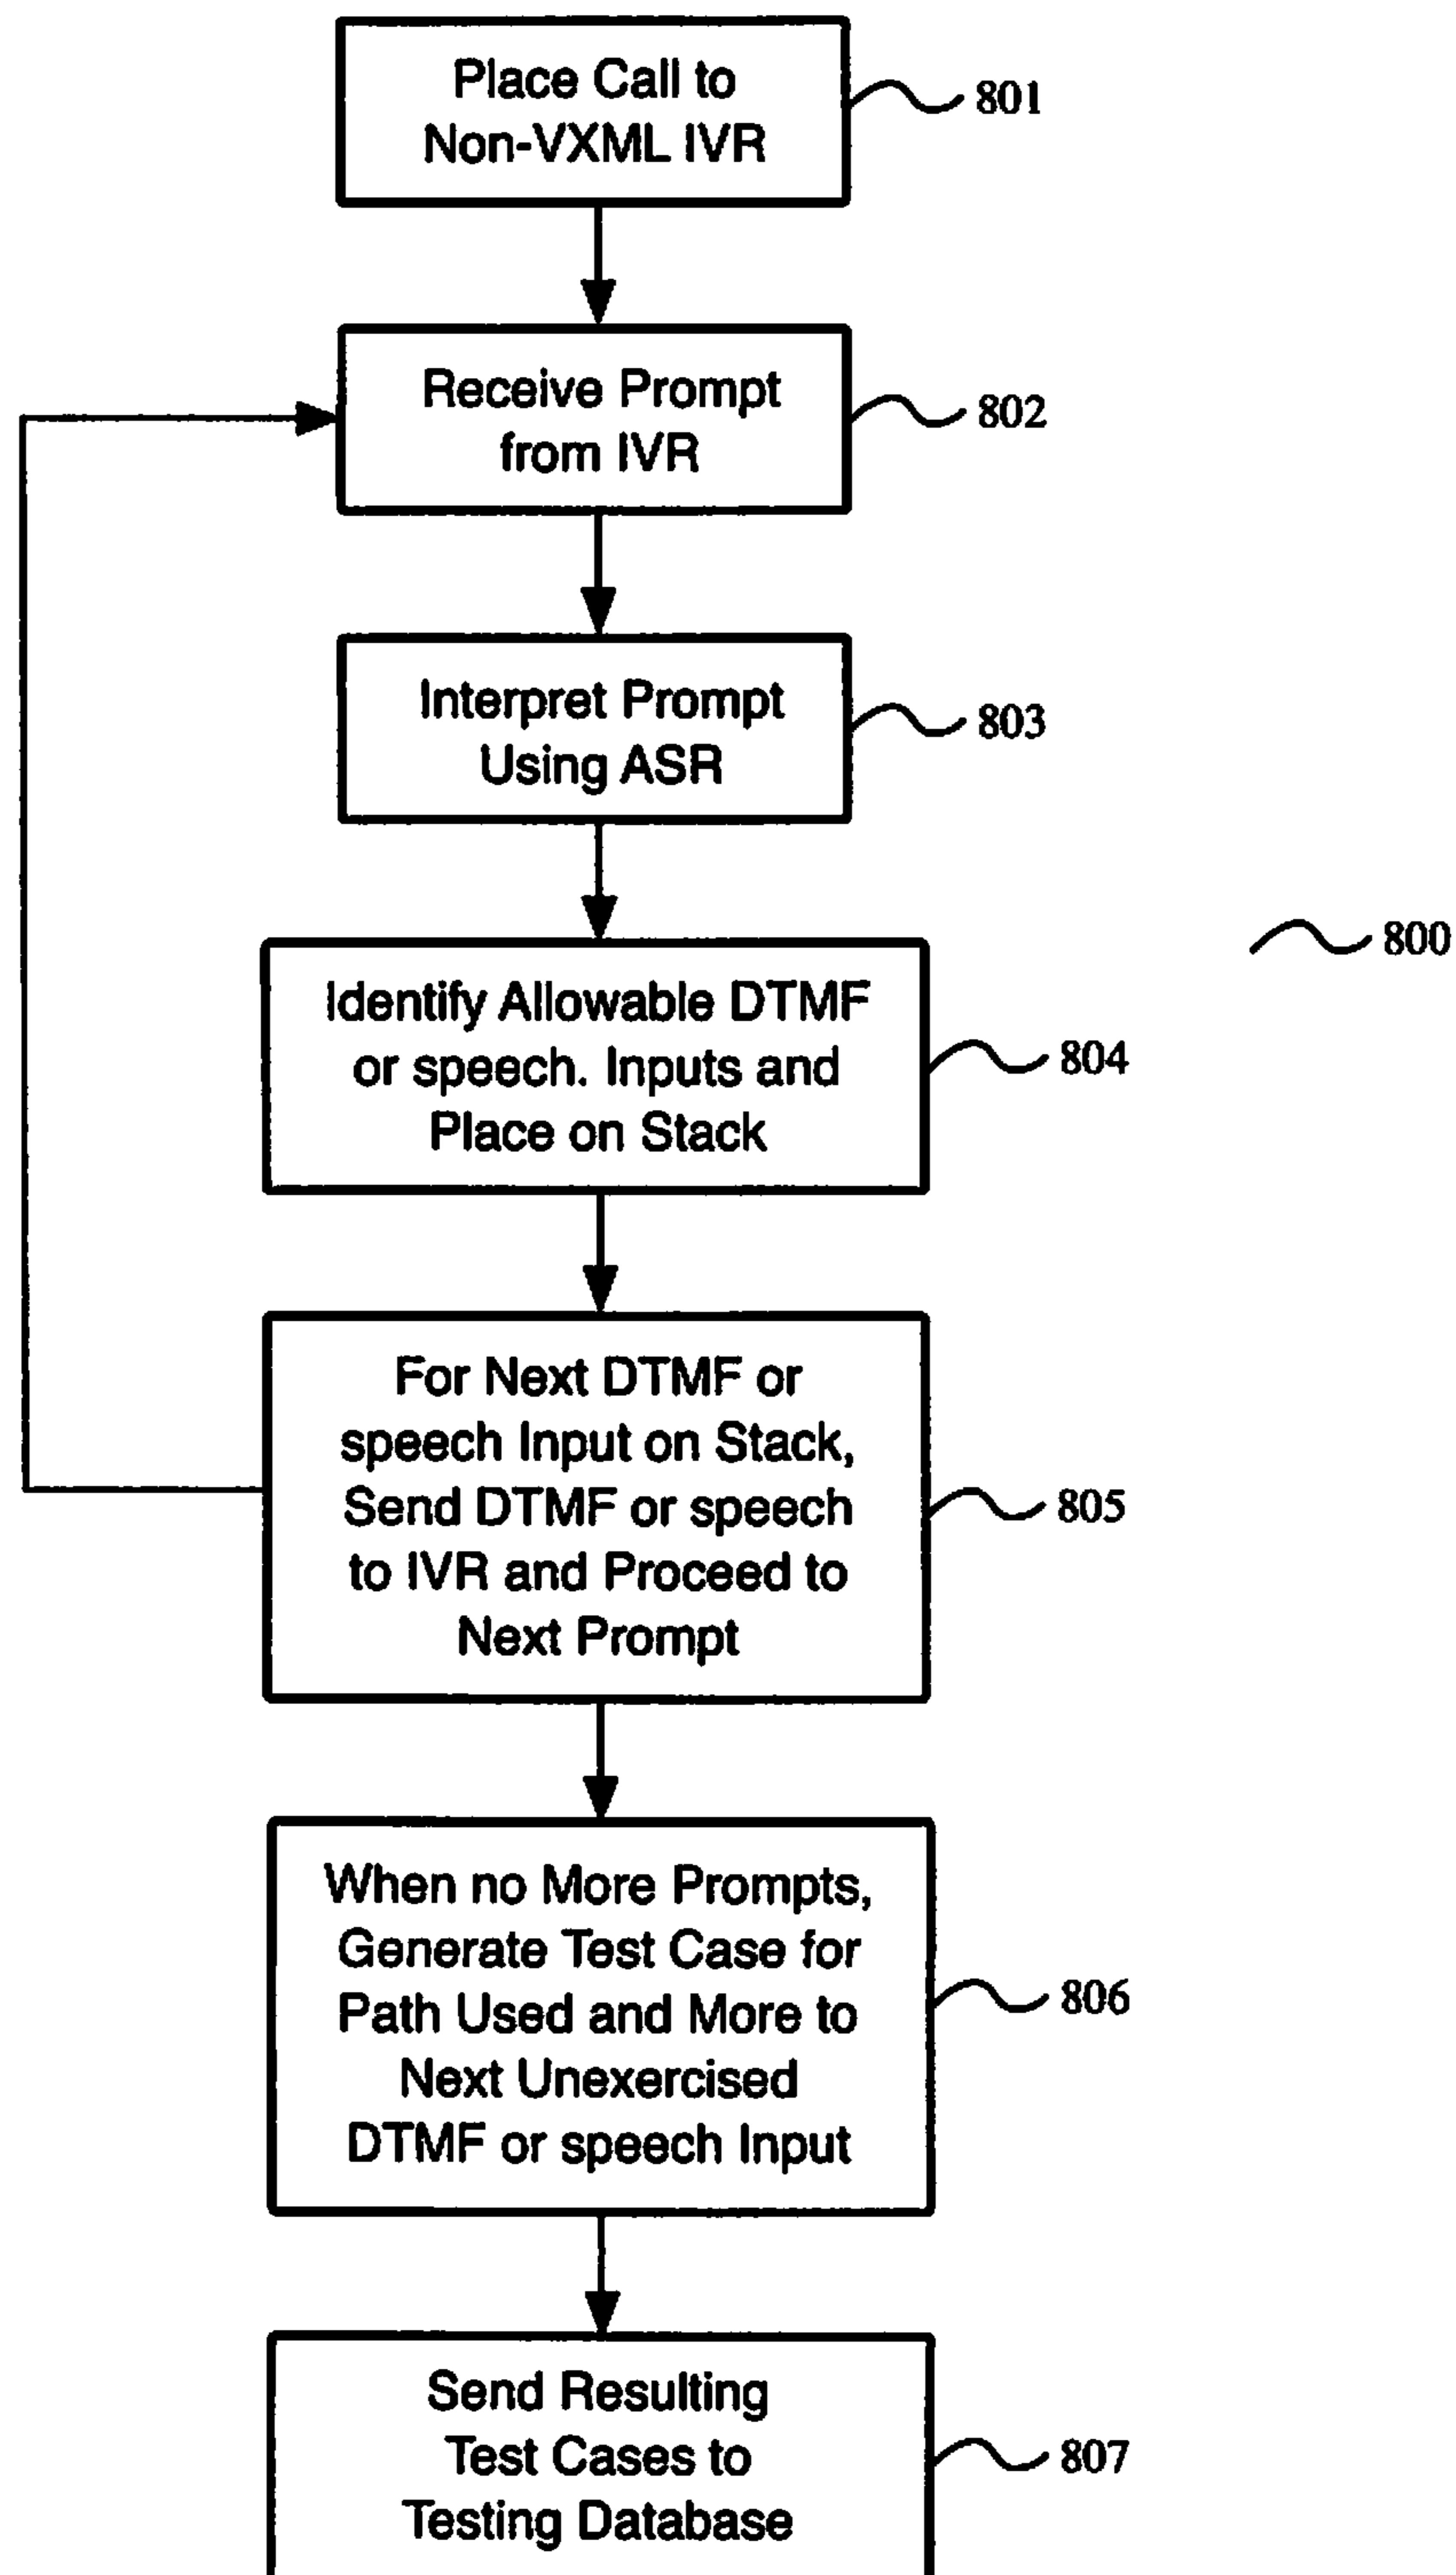 Place Call to
Non-VXML IVR
801
Receive Prompt
from IVR
802
Interpret Prompt
Using ASR
803
800
Identify Allowable DTMF
or speech. Inputs and
Place on Stack
804
For Next DTMF or
speech Input on Stack,
Send DTMF or speech
to IVR and Proceed to
Next Prompt
805
When no More Prompts,
Generate Test Case for
Path Used and More to
Next Unexercised
DTMF or speech Input
806
Send Resulting
Test Cases to
Testing Database
807